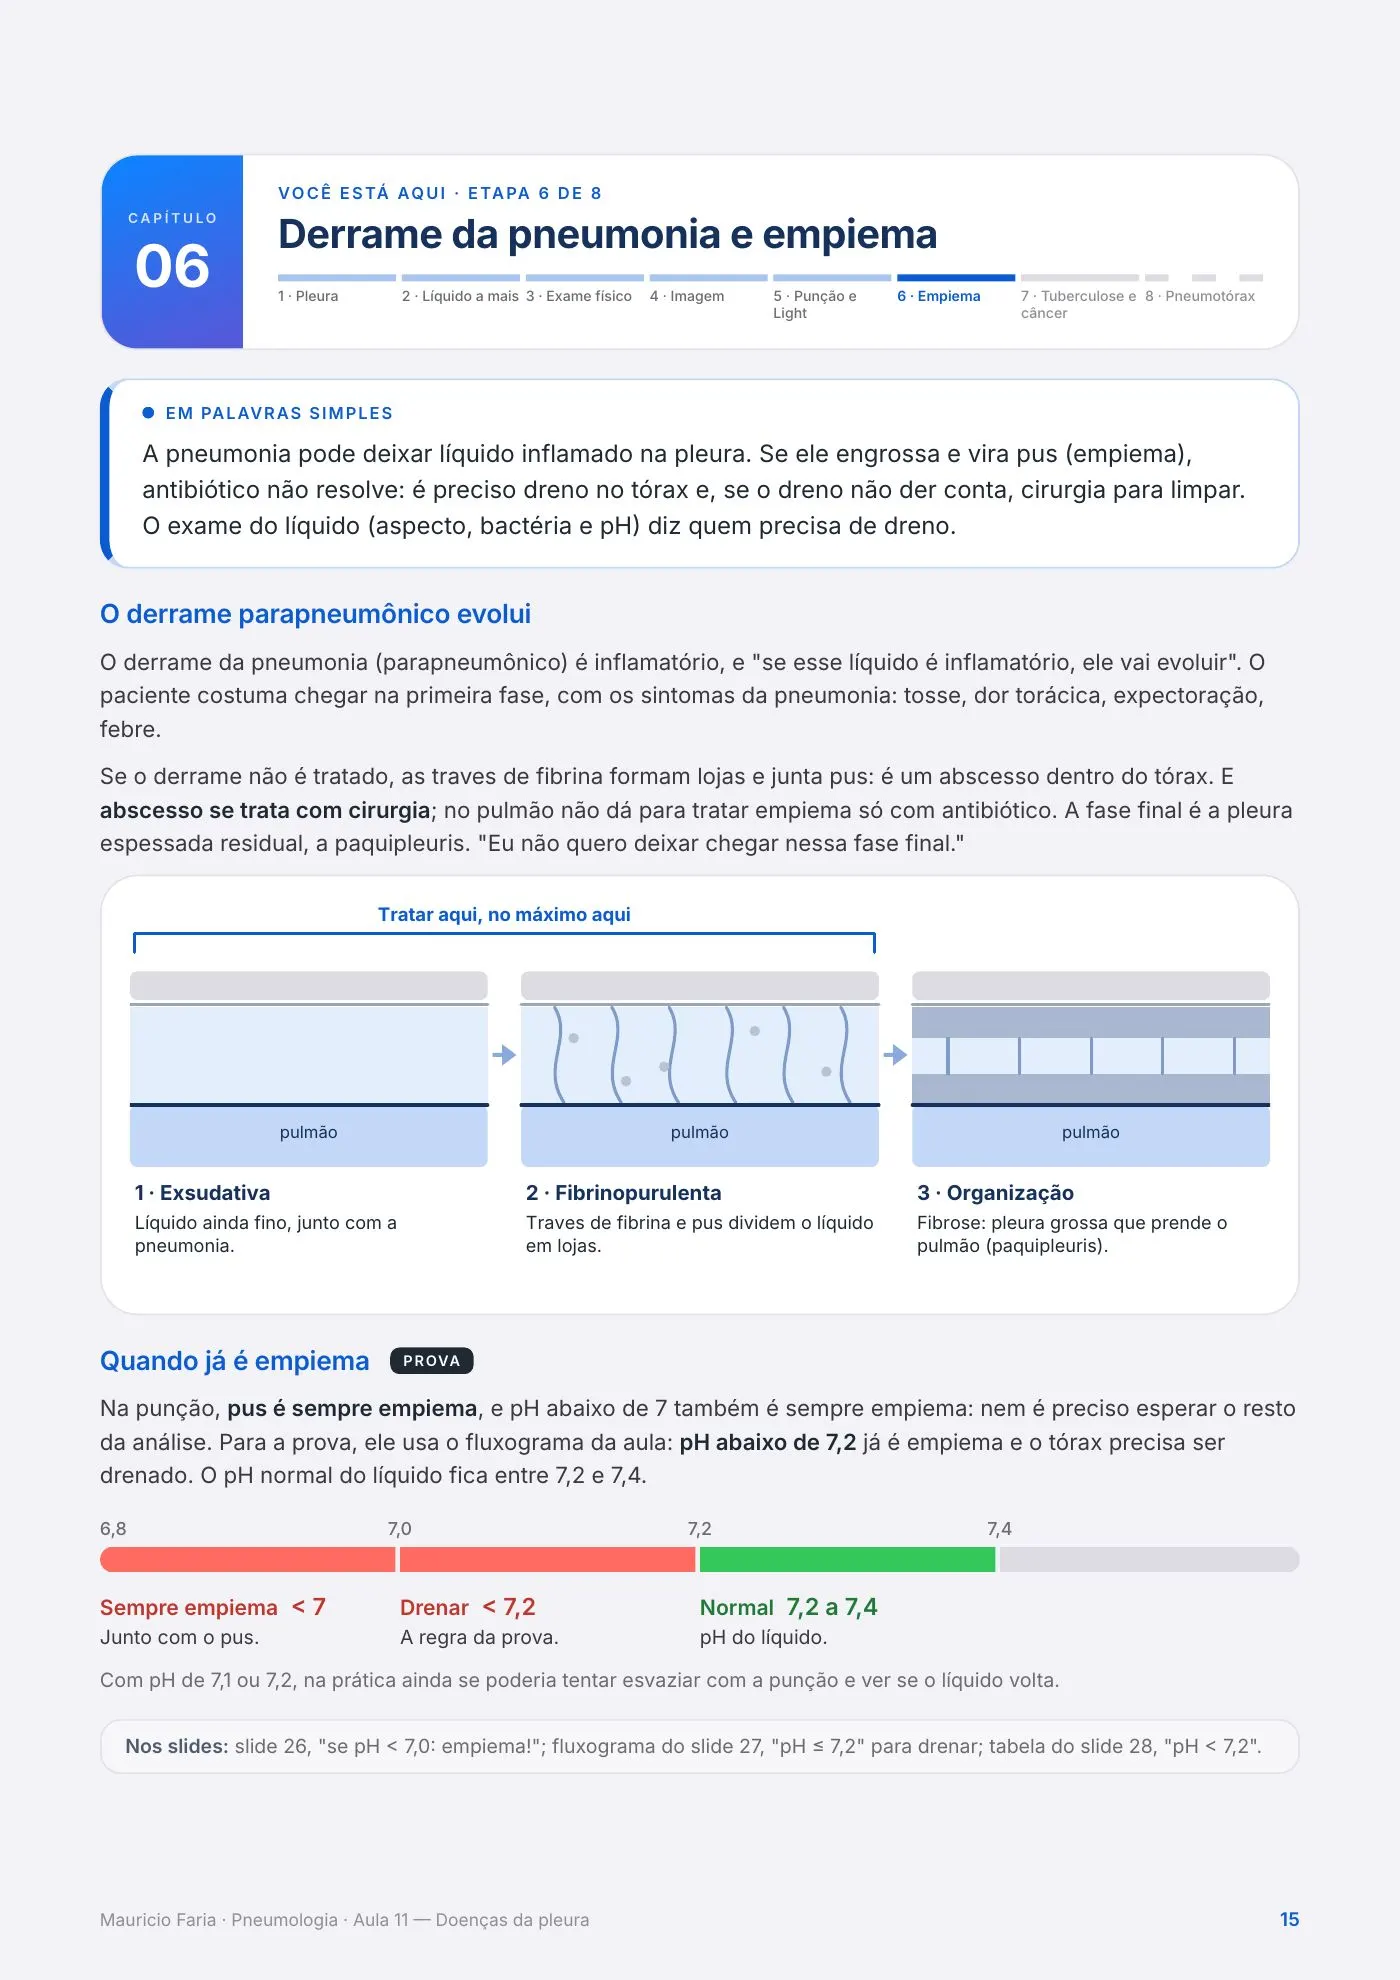 CAPÍTULO
06
VOCÊ ESTÁ AQUI · ETAPA 6 DE 8
Derrame da pneumonia e empiema
1 · Pleura
2 · Líquido a mais
3 · Exame físico
4 · Imagem
5 · Punção e
Light
6 · Empiema
7 · Tuberculose e
câncer
8 · Pneumotórax
EM PALAVRAS SIMPLES
A pneumonia pode deixar líquido inflamado na pleura. Se ele engrossa e vira pus (empiema),
antibiótico não resolve: é preciso dreno no tórax e, se o dreno não der conta, cirurgia para limpar.
O exame do líquido (aspecto, bactéria e pH) diz quem precisa de dreno.
O derrame parapneumônico evolui
O derrame da pneumonia (parapneumônico) é inflamatório, e "se esse líquido é inflamatório, ele vai evoluir". O
paciente costuma chegar na primeira fase, com os sintomas da pneumonia: tosse, dor torácica, expectoração,
febre.
Se o derrame não é tratado, as traves de fibrina formam lojas e junta pus: é um abscesso dentro do tórax. E
abscesso se trata com cirurgia; no pulmão não dá para tratar empiema só com antibiótico. A fase final é a pleura
espessada residual, a paquipleuris. "Eu não quero deixar chegar nessa fase final."
Tratar aqui, no máximo aqui
pulmão
pulmão
pulmão
1 · Exsudativa
Líquido ainda fino, junto com a
pneumonia.
2 · Fibrinopurulenta
Traves de fibrina e pus dividem o líquido
em lojas.
3 · Organização
Fibrose: pleura grossa que prende o
pulmão (paquipleuris).
Quando já é empiema PROVA
Na punção, pus é sempre empiema, e pH abaixo de 7 também é sempre empiema: nem é preciso esperar o resto
da análise. Para a prova, ele usa o fluxograma da aula: pH abaixo de 7,2 já é empiema e o tórax precisa ser
drenado. O pH normal do líquido fica entre 7,2 e 7,4.
6,8 7,0 7,2 7,4
Sempre empiema < 7
Junto com o pus.
Drenar < 7,2
A regra da prova.
Normal 7,2 a 7,4
pH do líquido.
Com pH de 7,1 ou 7,2, na prática ainda se poderia tentar esvaziar com a punção e ver se o líquido volta.
Nos slides: slide 26, "se pH < 7,0: empiema!"; fluxograma do slide 27, "pH ≤ 7,2" para drenar; tabela do slide 28, "pH < 7,2".
Mauricio Faria · Pneumologia · Aula 11 — Doenças da pleura
15